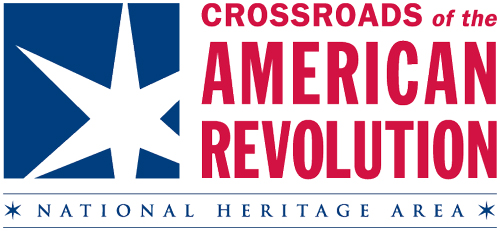 CROSSROADS of the
AMERICAN
REVOLUTION
NATIONAL HERITAGE AREA